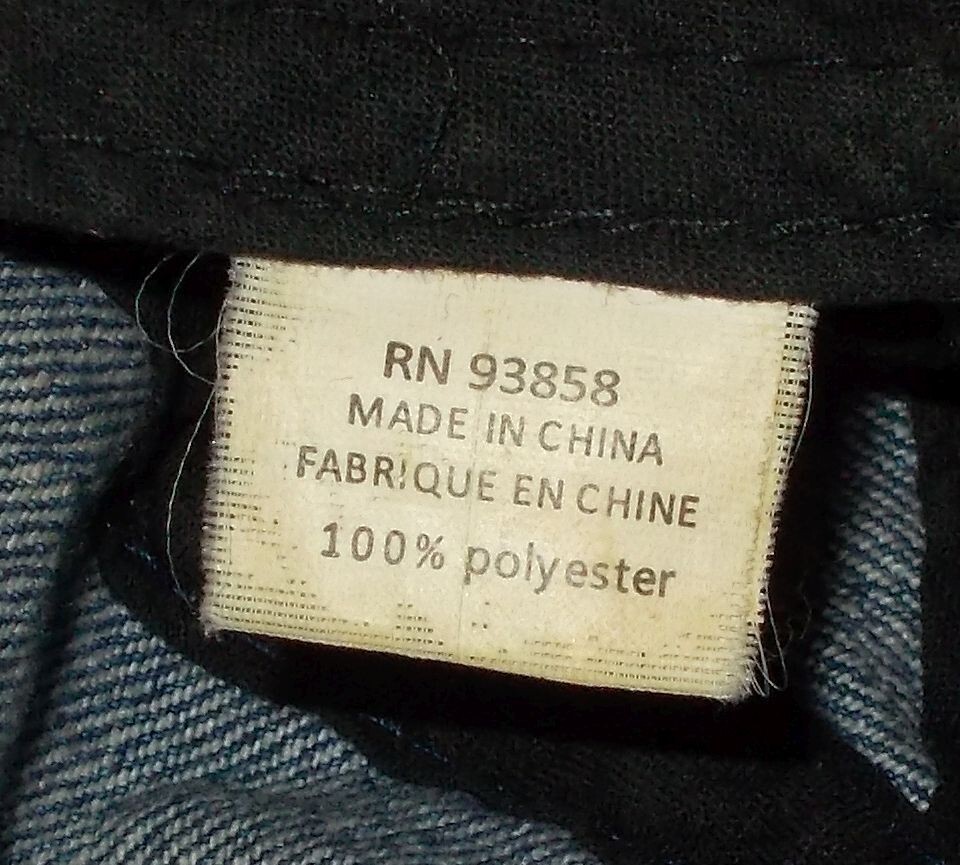 RN 93858
MADE IN CHINA
FABRIQUE EN CHINE
100% polyester